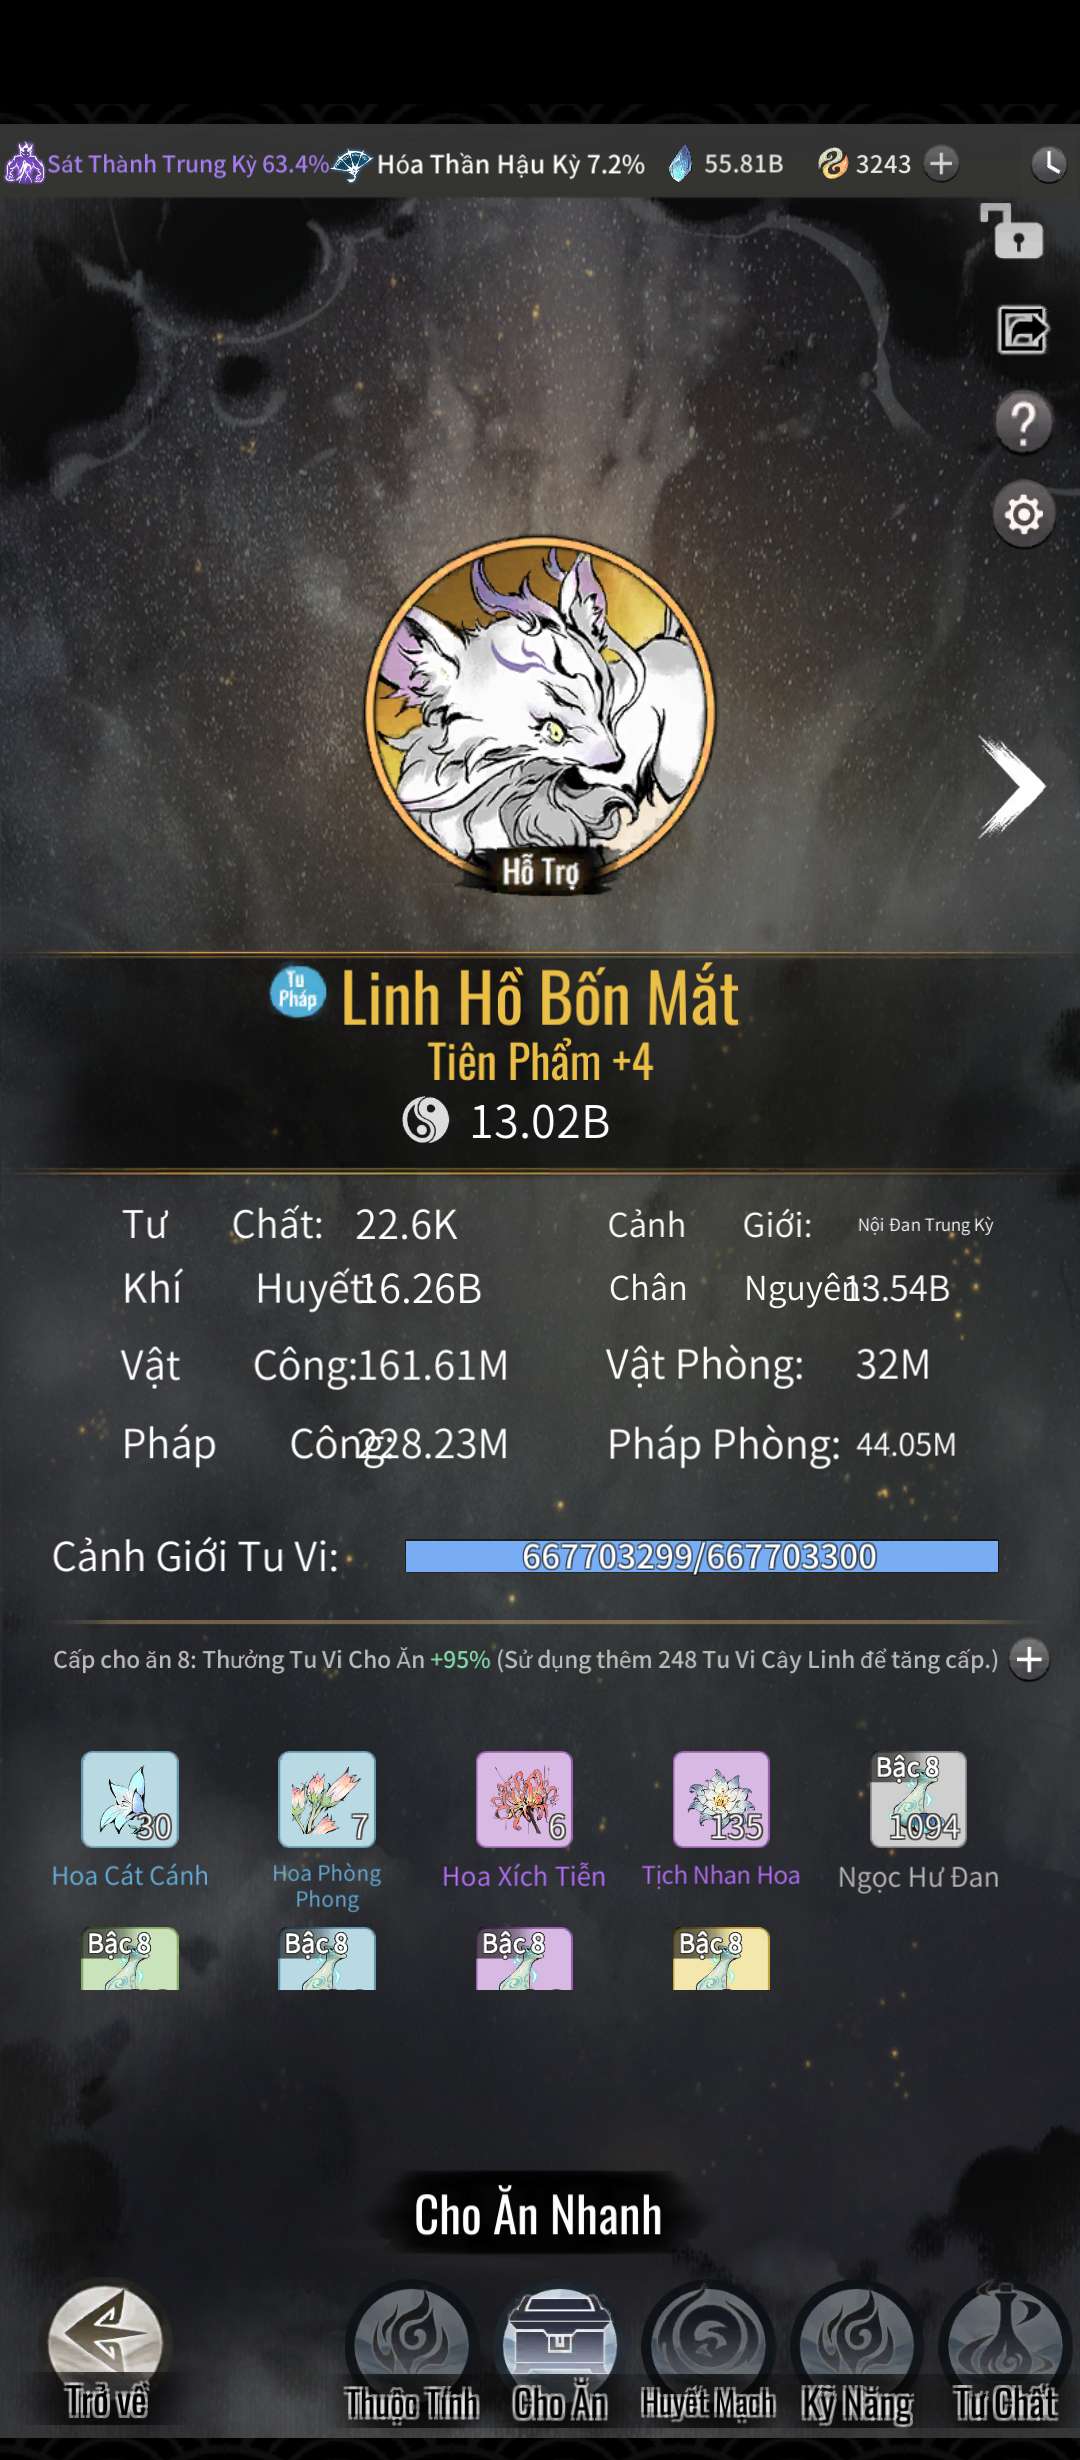 Sát Thành Trung Kỳ 63.4% Hóa Thần Hậu Kỳ 7.2% 55.81B 3243
Hỗ Trợ
Tu Pháp
Linh Hồ Bốn Mắt
Tiên Phẩm +4
13.02B
Tư Chất: 22.6K Cảnh Giới: Nội Đan Trung Kỳ
Khí Huyết: 16.26B Chân Nguyên: 13.54B
Vật Công: 161.61M Vật Phòng: 32M
Pháp Công: 228.23M Pháp Phòng: 44.05M
Cảnh Giới Tu Vi: 667703299/667703300
Cấp cho ăn 8: Thưởng Tu Vi Cho Ăn +95% (Sử dụng thêm 248 Tu Vi Cây Linh để tăng cấp.)
Bậc 8
30 7 6 135 1094
Hoa Cát Cánh Hoa Phòng Phong Hoa Xích Tiễn Tịch Nhan Hoa Ngọc Hư Đan
Bậc 8 Bậc 8 Bậc 8 Bậc 8
Cho Ăn Nhanh
Trở về Thuộc Tính Cho Ăn Huyết Mạch Kỹ Năng Tư Chất